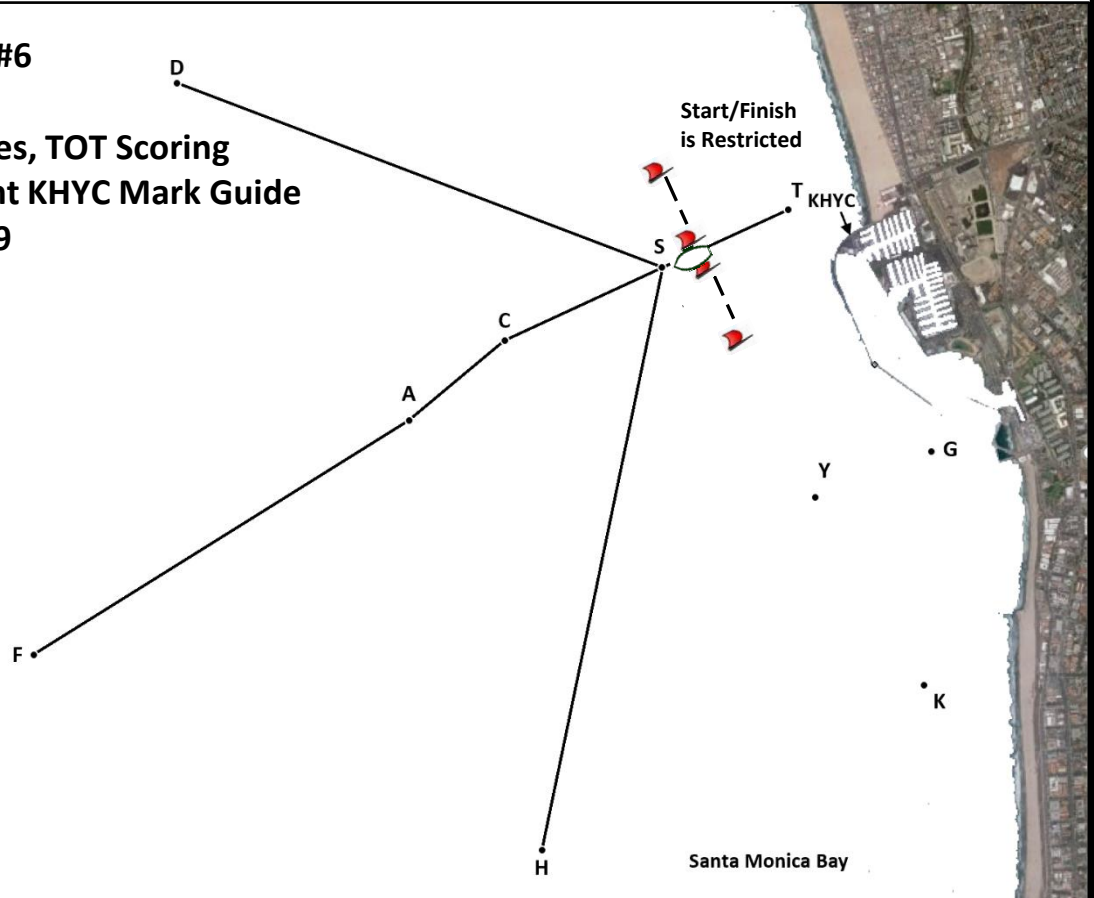 #6
D
es, TOT Scoring
nt KHYC Mark Guide
9
Start/Finish
is Restricted
T
KHYC
S
C
A
Y
G
F
K
H
Santa Monica Bay